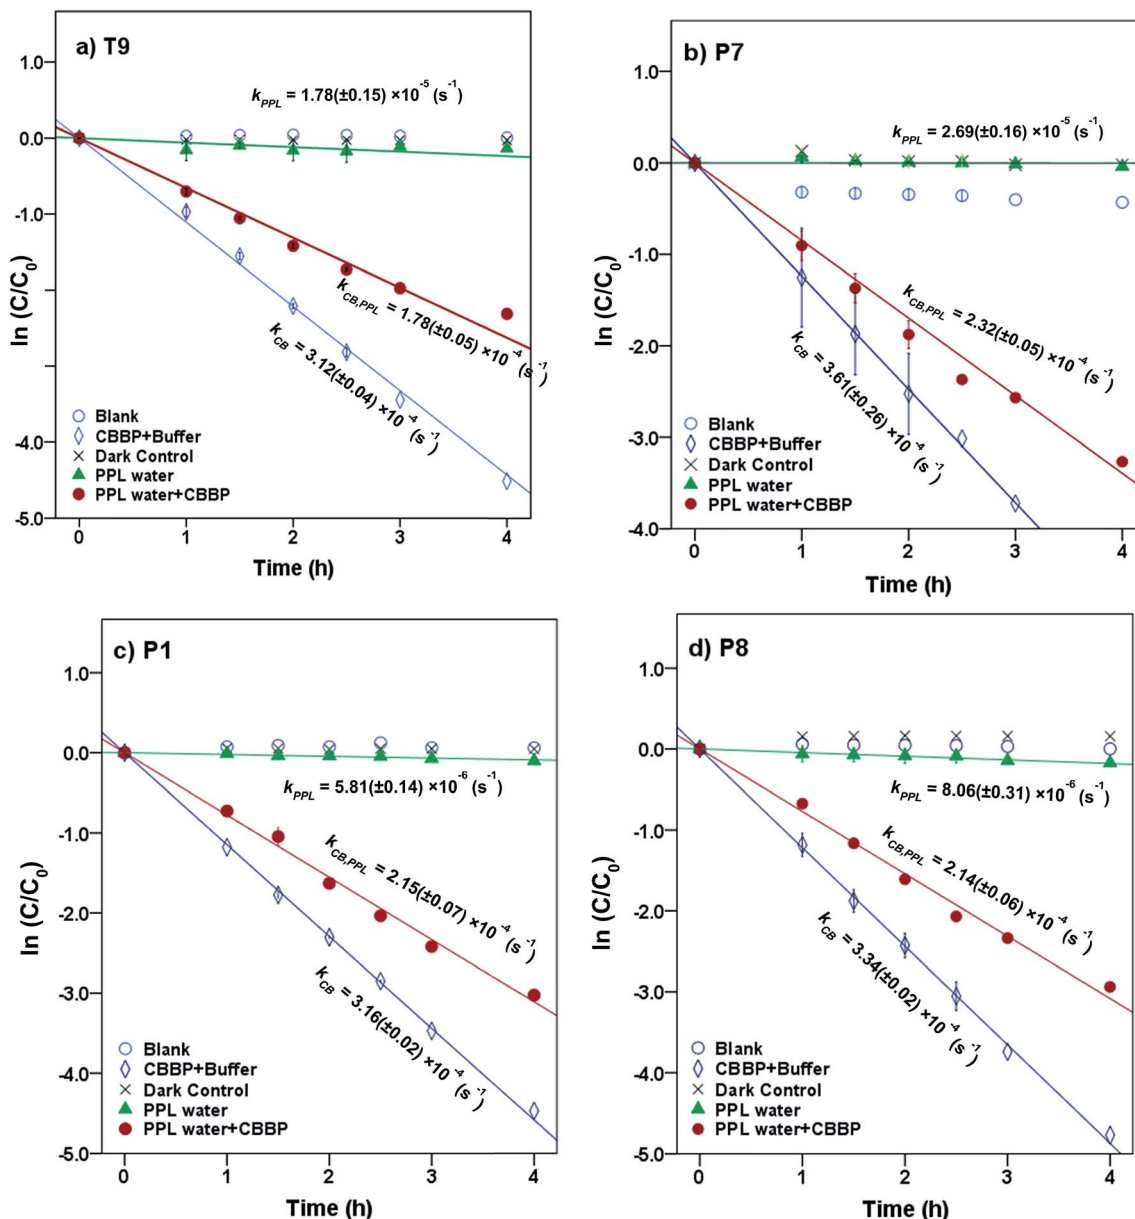 a) T9
k_PPL = 1.78(±0.15) ×10^-5 (s^-1)
k_CB,PPL = 1.78(±0.05) ×10^-4 (s^-1)
k_CB = 3.12(±0.04) ×10^-4 (s^-1)
1.0
0.0
-1.0
-4.0
-5.0
ln (C/C0)
Blank
CBBP+Buffer
Dark Control
PPL water
PPL water+CBBP
0 1 2 3 4
Time (h)
b) P7
k_PPL = 2.69(±0.16) ×10^-5 (s^-1)
k_CB,PPL = 2.32(±0.05) ×10^-4 (s^-1)
k_CB = 3.61(±0.26) ×10^-4 (s^-1)
1.0
0.0
-1.0
-2.0
-3.0
-4.0
ln (C/C0)
Blank
CBBP+Buffer
Dark Control
PPL water
PPL water+CBBP
0 1 2 3 4
Time (h)
c) P1
k_PPL = 5.81(±0.14) ×10^-6 (s^-1)
k_CB,PPL = 2.15(±0.07) ×10^-4 (s^-1)
k_CB = 3.16(±0.02) ×10^-4 (s^-1)
1.0
0.0
-1.0
-2.0
-3.0
-4.0
-5.0
ln (C/C0)
Blank
CBBP+Buffer
Dark Control
PPL water
PPL water+CBBP
0 1 2 3 4
Time (h)
d) P8
k_PPL = 8.06(±0.31) ×10^-6 (s^-1)
k_CB,PPL = 2.14(±0.06) ×10^-4 (s^-1)
k_CB = 3.34(±0.02) ×10^-4 (s^-1)
1.0
0.0
-1.0
-2.0
-3.0
-4.0
-5.0
ln (C/C0)
Blank
CBBP+Buffer
Dark Control
PPL water
PPL water+CBBP
0 1 2 3 4
Time (h)